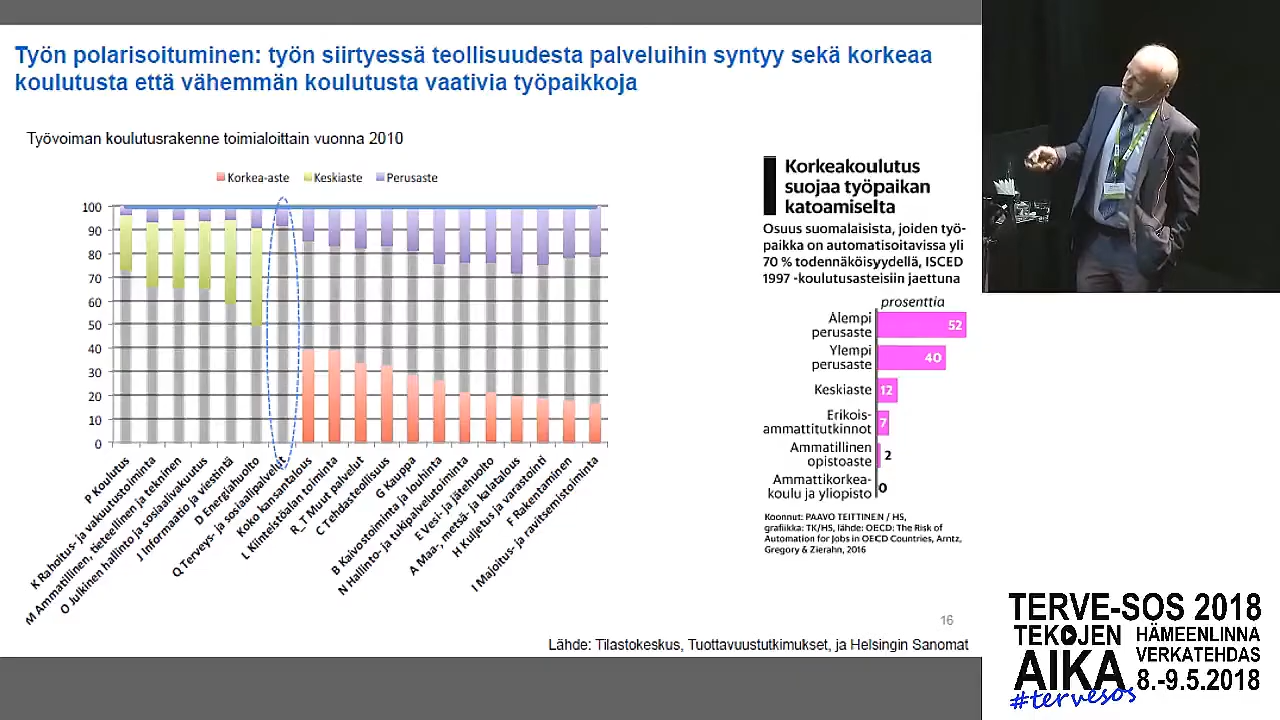 Työn polarisoituminen: työn siirtyessä teollisuudesta palveluihin syntyy sekä korkeaa
koulutusta että vähemmän koulutusta vaativia työpaikkoja
Työvoiman koulutusrakenne toimialoittain vuonna 2010
Korkea-aste Keskiaste Perusaste
100
90
80
70
60
50
40
30
20
10
0
P Koulutus
K Rahoitus- ja vakuutustoiminta
M Ammatillinen, tieteellinen ja tekninen
O Julkinen hallinto ja sosiaalivakuutus
J Informaatio ja viestintä
D Energiahuolto
Q Terveys- ja sosiaalipalvelut
Koko kansantalous
L Kiinteistöalan toiminta
R_T Muut palvelut
C Tehdasteollisuus
G Kauppa
B Kaivostoiminta ja louhinta
N Hallinto- ja tukipalvelutoiminta
E Vesi- ja jätehuolto
A Maa-, metsä- ja kalatalous
H Kuljetus ja varastointi
F Rakentaminen
I Majoitus- ja ravitsemistoiminta
Korkeakoulutus
suojaa työpaikan
katoamiselta
Osuus suomalaisista, joiden työ-
paikka on automatisoitavissa yli
70 % todennäköisyydellä, ISCED
1997 -koulutusasteisiin jaettuna
prosenttia
Alempi
perusaste 52
Ylempi
perusaste 40
Keskiaste 12
Erikois-
ammattitutkinnot 7
Ammatillinen
opistoaste 2
Ammattikorkea-
koulu ja yliopisto 0
Koonnut: PAAVO TEITTINEN / HS,
grafiikka: TK/HS, lähde: OECD: The Risk of
Automation for Jobs in OECD Countries, Arntz,
Gregory & Zierahn, 2016
16
Lähde: Tilastokeskus, Tuottavuustutkimukset, ja Helsingin Sanomat
TERVE-SOS 2018
TEKOJEN
AIKA
HÄMEENLINNA
VERKATEHDAS
8.-9.5.2018
#tervesos